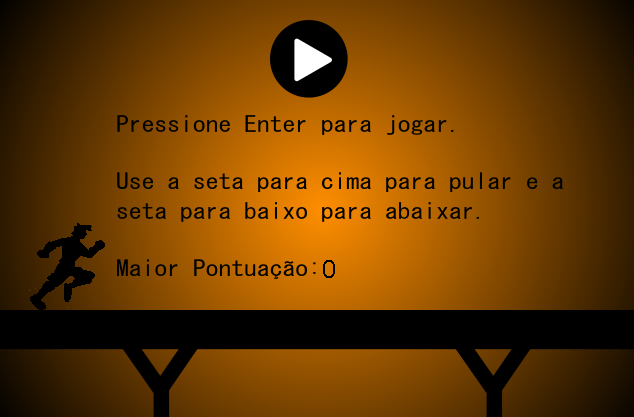 Pressione Enter para jogar.
Use a seta para cima para pular e a
seta para baixo para abaixar.
Maior Pontuação:0